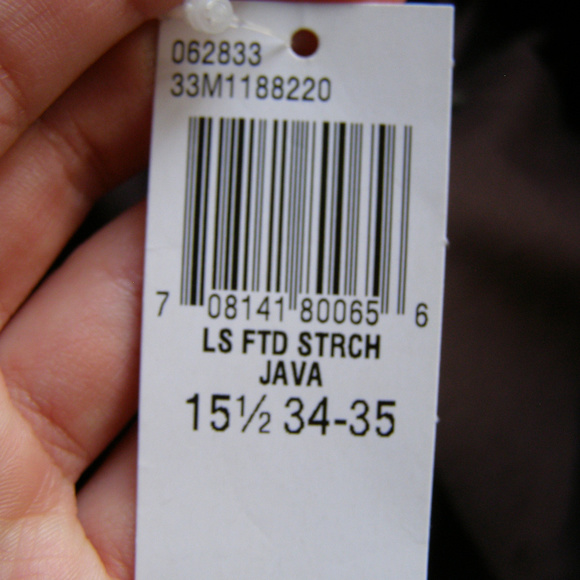 062833
33M1188220
7 08141 80065 6
LS FTD STRCH
JAVA
15½ 34-35